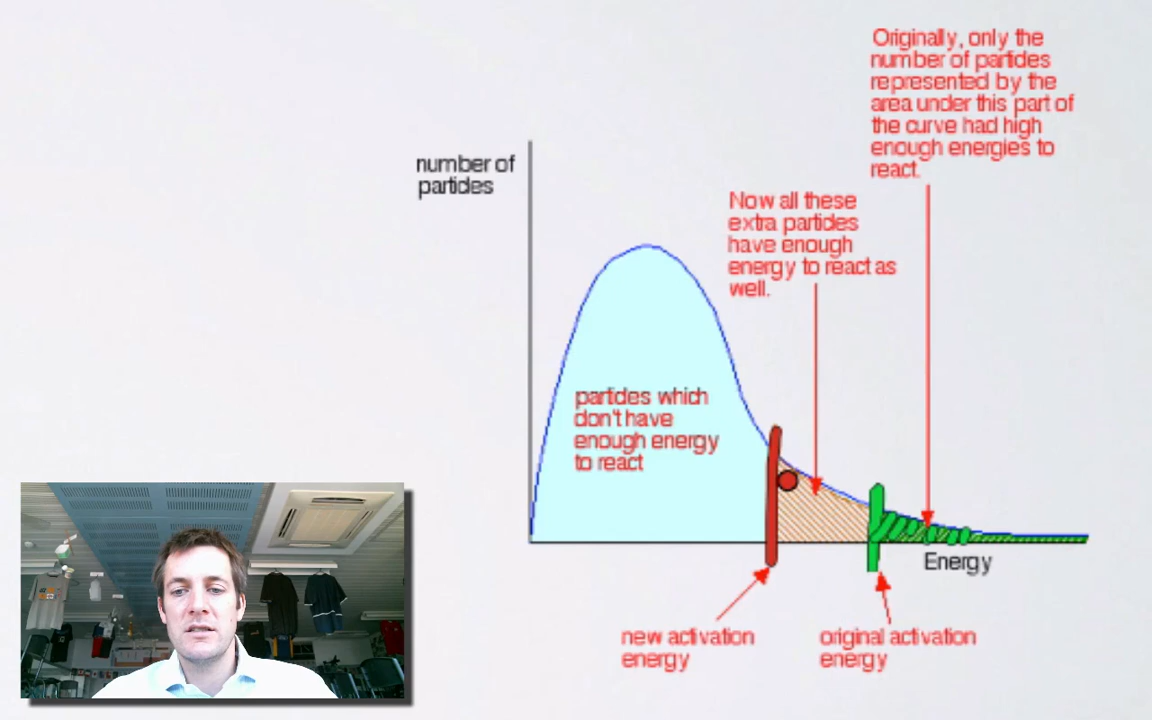 Originally, only the
number of particles
represented by the
area under this part of
the curve had high
enough energies to
react.
number of
particles
Now all these
extra particles
have enough
energy to react as
well.
particles which
don't have
enough energy
to react
Energy
new activation
energy
original activation
energy